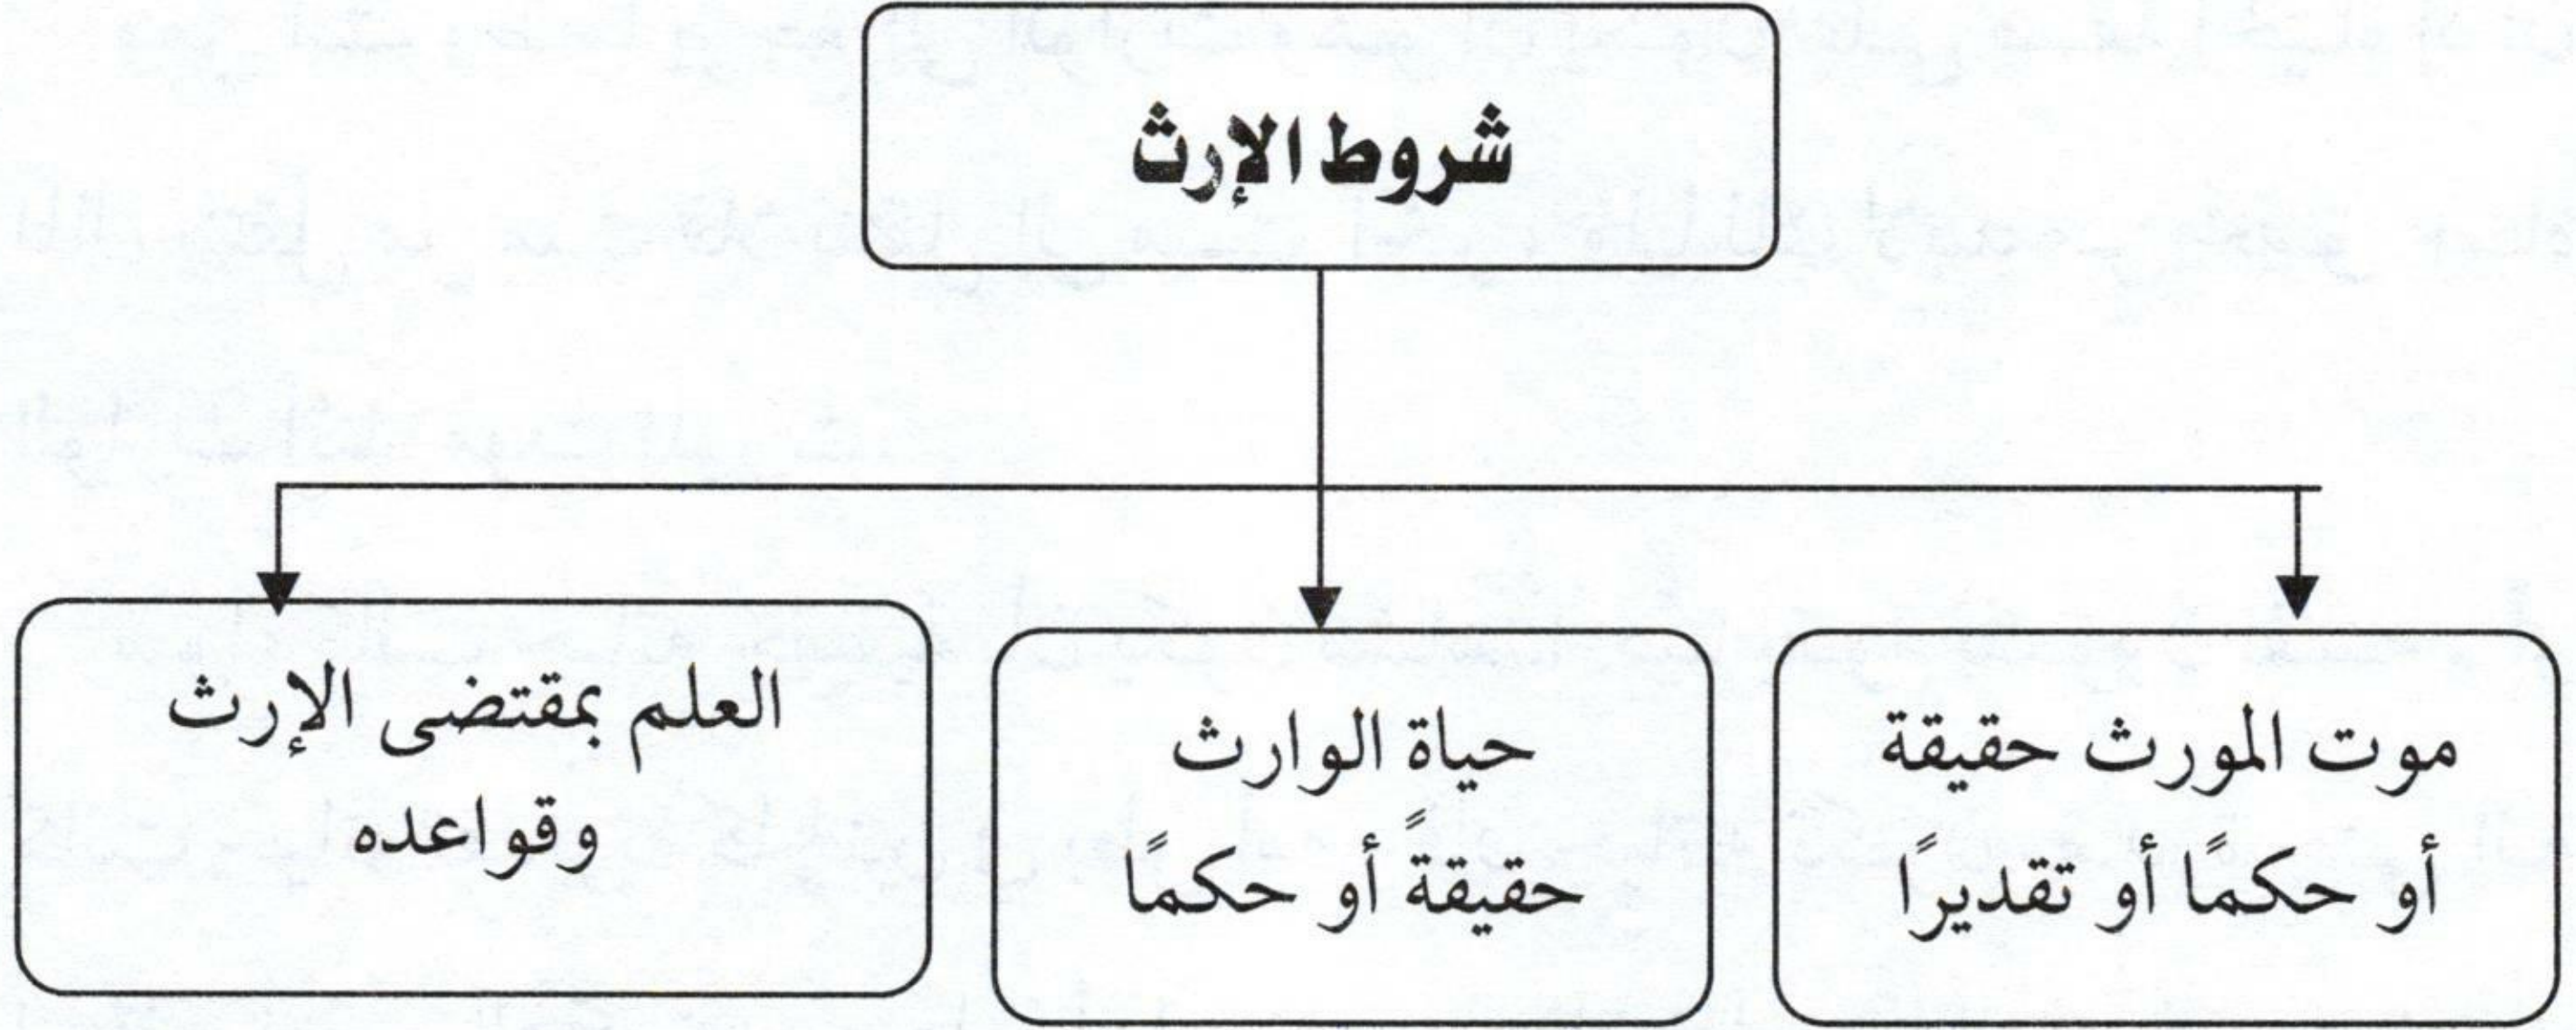 شروط الإرث
موت المورث حقيقة
أو حكمًا أو تقديرًا
حياة الوارث
حقيقةً أو حكمًا
العلم بمقتضى الإرث
وقواعده